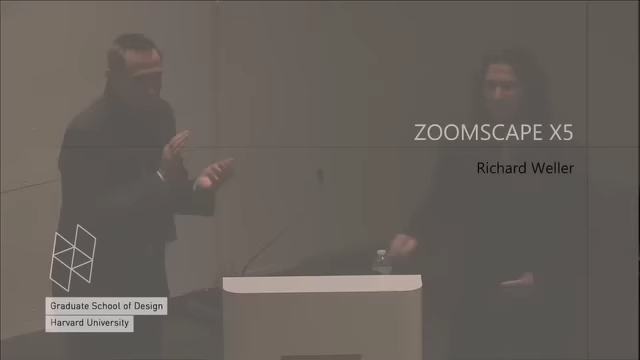 ZOOMSCAPE X5
Richard Weller
Graduate School of Design
Harvard University